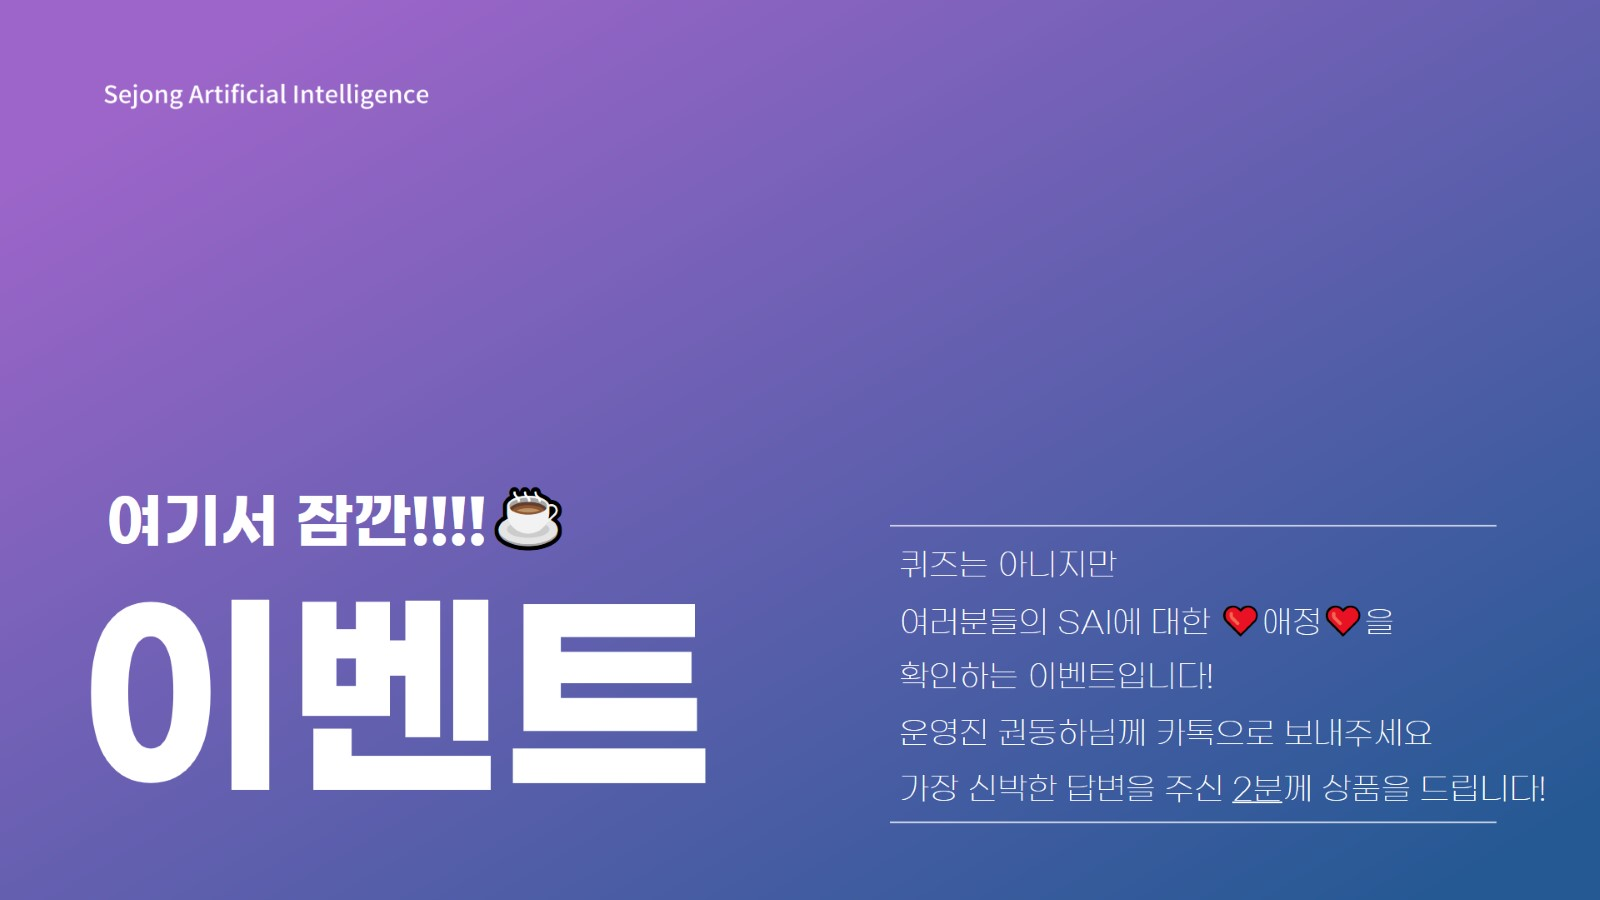 Sejong Artificial Intelligence
여기서 잠깐!!!!☕
이벤트
퀴즈는 아니지만
여러분들의 SAI에 대한 ❤️애정❤️을
확인하는 이벤트입니다!
운영진 권동하님께 카톡으로 보내주세요
가장 신박한 답변을 주신 2분께 상품을 드립니다!